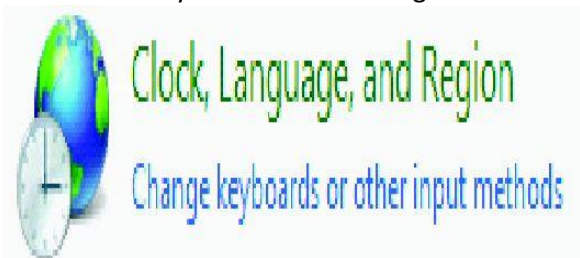 Clock, Language, and Region
Change keyboards or other input methods